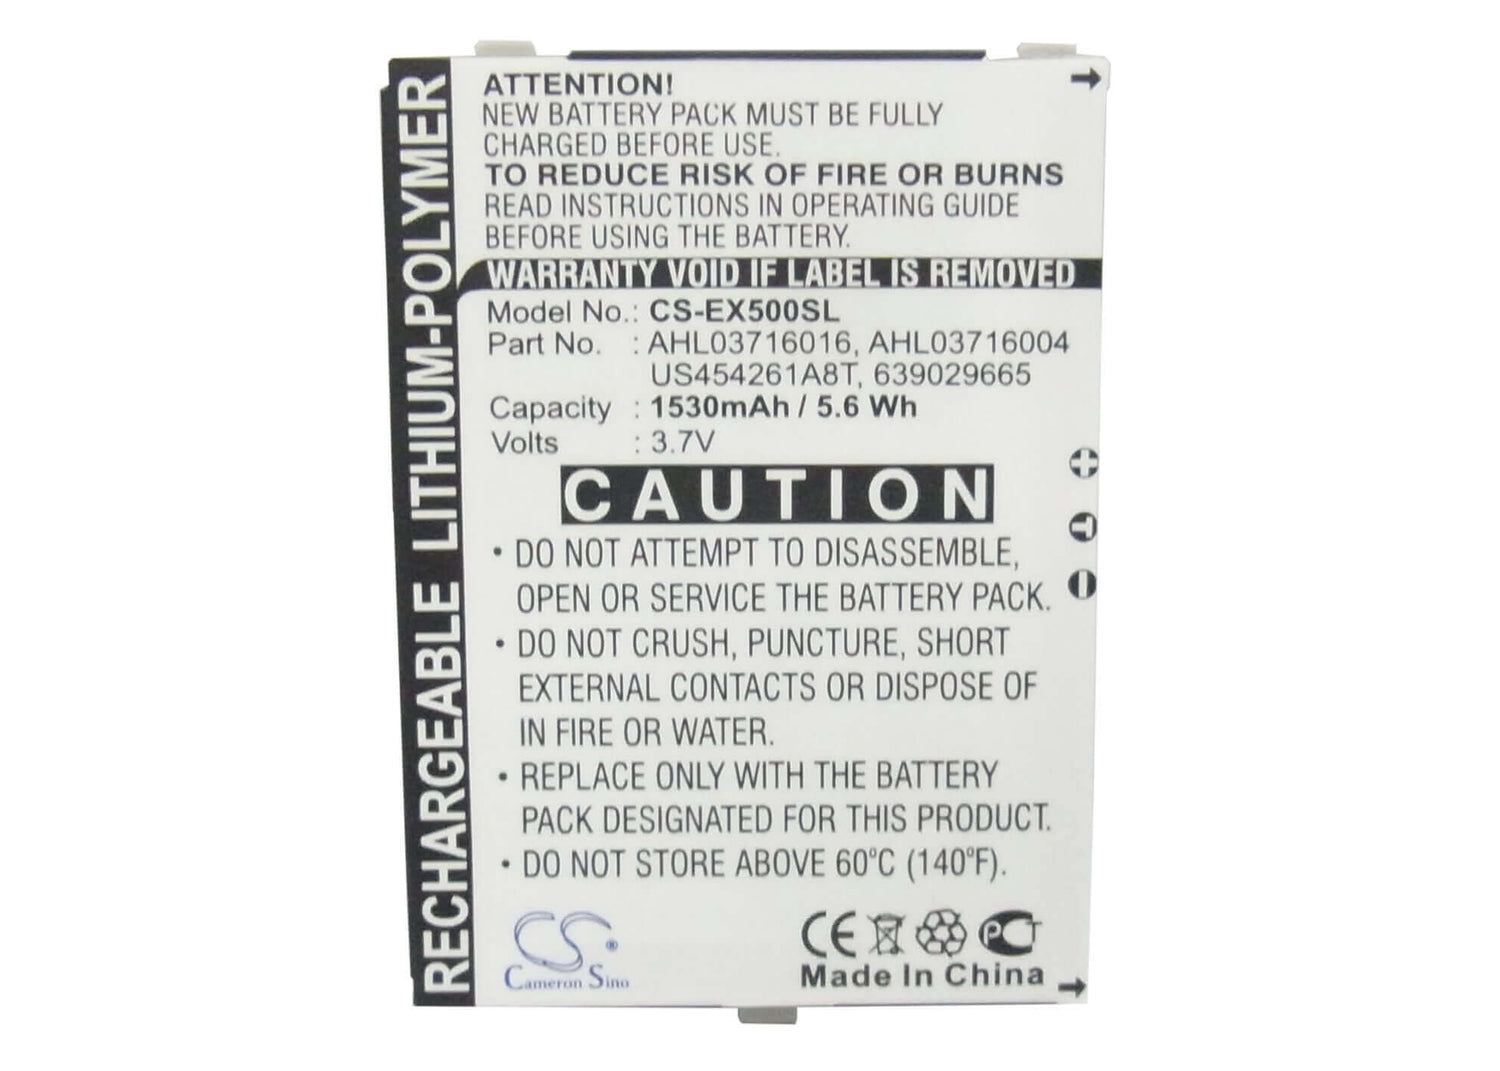 RECHARGEABLE LITHIUM-POLYMER
ATTENTION!
NEW BATTERY PACK MUST BE FULLY
CHARGED BEFORE USE.
TO REDUCE RISK OF FIRE OR BURNS
READ INSTRUCTIONS IN OPERATING GUIDE
BEFORE USING THE BATTERY.
WARRANTY VOID IF LABEL IS REMOVED
Model No.: CS-EX500SL
Part No. : AHL03716016, AHL03716004
US454261A8T, 639029665
Capacity : 1530mAh / 5.6 Wh
Volts : 3.7V
CAUTION
• DO NOT ATTEMPT TO DISASSEMBLE,
OPEN OR SERVICE THE BATTERY PACK.
• DO NOT CRUSH, PUNCTURE, SHORT
EXTERNAL CONTACTS OR DISPOSE OF
IN FIRE OR WATER.
• REPLACE ONLY WITH THE BATTERY
PACK DESIGNATED FOR THIS PRODUCT.
• DO NOT STORE ABOVE 60°C (140°F).
CS®
Cameron Sino
CE PCT
Made In China
+
T
-